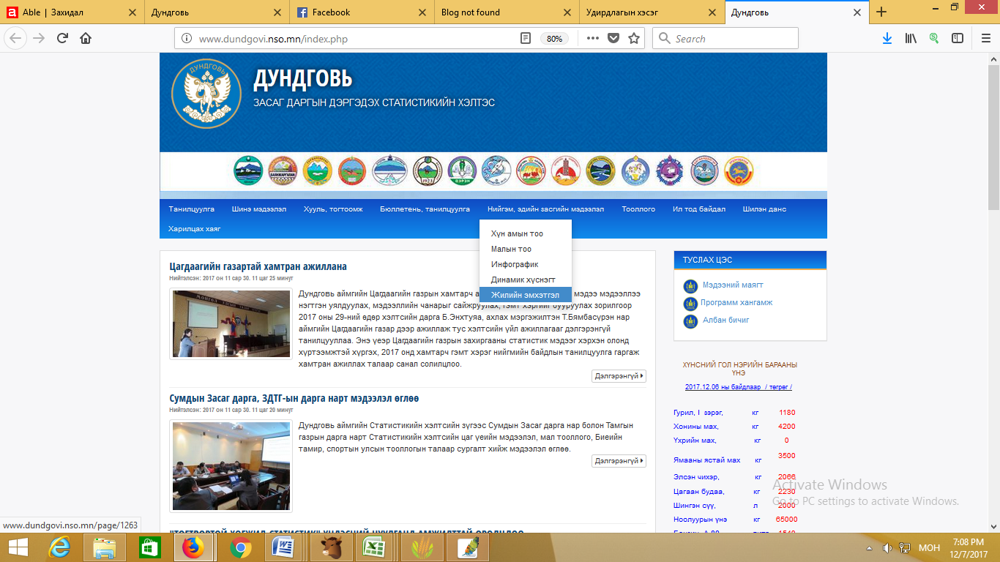 Able | Захидал
Дундговь
Facebook
Blog not found
Удирдлагын хэсэг
Дундговь
www.dundgovi.nso.mn/index.php
80%
Search
ДУНДГОВЬ
ЗАСАГ ДАРГЫН ДЭРГЭДЭХ СТАТИСТИКИЙН ХЭЛТЭС
Танилцуулга
Шинэ мэдээлэл
Хууль, тогтоомж
Бюллетень, танилцуулга
Нийгэм, эдийн засгийн мэдээлэл
Тооллого
Ил тод байдал
Шилэн данс
Харилцах хаяг
Хүн амын тоо
Малын тоо
Инфографик
Динамик хүснэгт
Жилийн эмхэтгэл
Цагдаагийн газартай хамтран ажиллана
Нийтэлсэн: 2017 он 11 сар 30. 11 цаг 25 минут
Дундговь аймгийн Цагдаагийн газрын хамтарч мэдээ мэдээллээ
нэгтгэн уялдуулах, мэдээллийн чанарыг сайжруулах, гэмт хэргийг бууруулах зорилгоор
2017 оны 29-ний өдөр хэлтсийн дарга Б.Энхтуяа, ахлах мэргэжилтэн Т.Бямбасүрэн нар
аймгийн Цагдаагийн газар дээр ажиллаж тус хэлтсийн үйл ажиллагааг дэлгэрэнгүй
танилцууллаа. Энэ үеэр Цагдаагийн газрын захиргааны статистик мэдээг хэрхэн олонд
хүртээмжтэй хүргэх, 2017 онд хамтарч гэмт хэрэг нийгмийн байдлын танилцуулга гаргаж
хамтран ажиллах талаар санал солилцлоо.
Дэлгэрэнгүй
Сумдын Засаг дарга, ЗДТГ-ын дарга нарт мэдээлэл өглөө
Нийтэлсэн: 2017 он 11 сар 30. 11 цаг 20 минут
Дундговь аймгийн Статистикийн хэлтсийн зүгээс Сумдын Засаг дарга нар болон Тамгын
газрын дарга нарт Статистикийн хэлтсийн цаг үеийн мэдээлэл, мал тооллого, Биеийн
тамир, спортын улсын тооллогын талаар сургалт хийж мэдээлэл өглөө.
Дэлгэрэнгүй
ТУСЛАХ ЦЭС
Мэдээний маягт
Программ хангамж
Албан бичиг
ХҮНСНИЙ ГОЛ НЭРИЙН БАРААНЫ
ҮНЭ
2017.12.06 ны байдлаар / төгрөг /
Гурил, I зэрэг, кг 1180
Хонины мах, кг 4200
Үхрийн мах, кг 0
Ямааны ястай мах кг 3500
Элсэн чихэр, кг 2066
Цагаан будаа, кг 2230
Шингэн сүү, л 2000
Ноолуурын үнэ кг 65000
Activate Windows
Go to PC settings to activate Windows.
www.dundgovi.nso.mn/page/1263
МОН
7:08 PM
12/7/2017